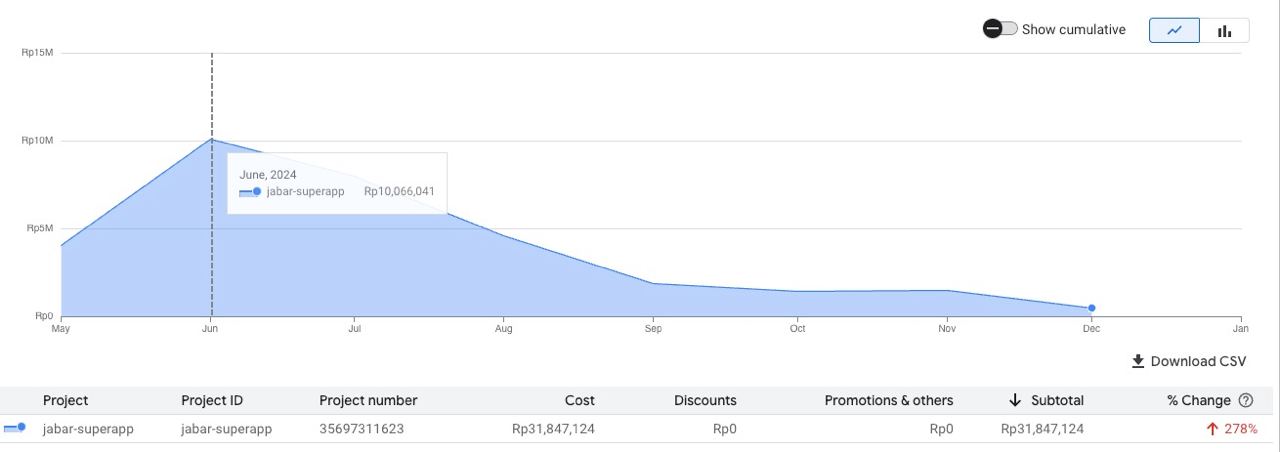 Show cumulative
Rp15M
Rp10M
June, 2024
jabar-superapp Rp10,066,041
Rp5M
Rp0
May Jun Jul Aug Sep Oct Nov Dec Jan
Download CSV
Project Project ID Project number Cost Discounts Promotions & others Subtotal % Change
jabar-superapp jabar-superapp 35697311623 Rp31,847,124 Rp0 Rp0 Rp31,847,124 278%